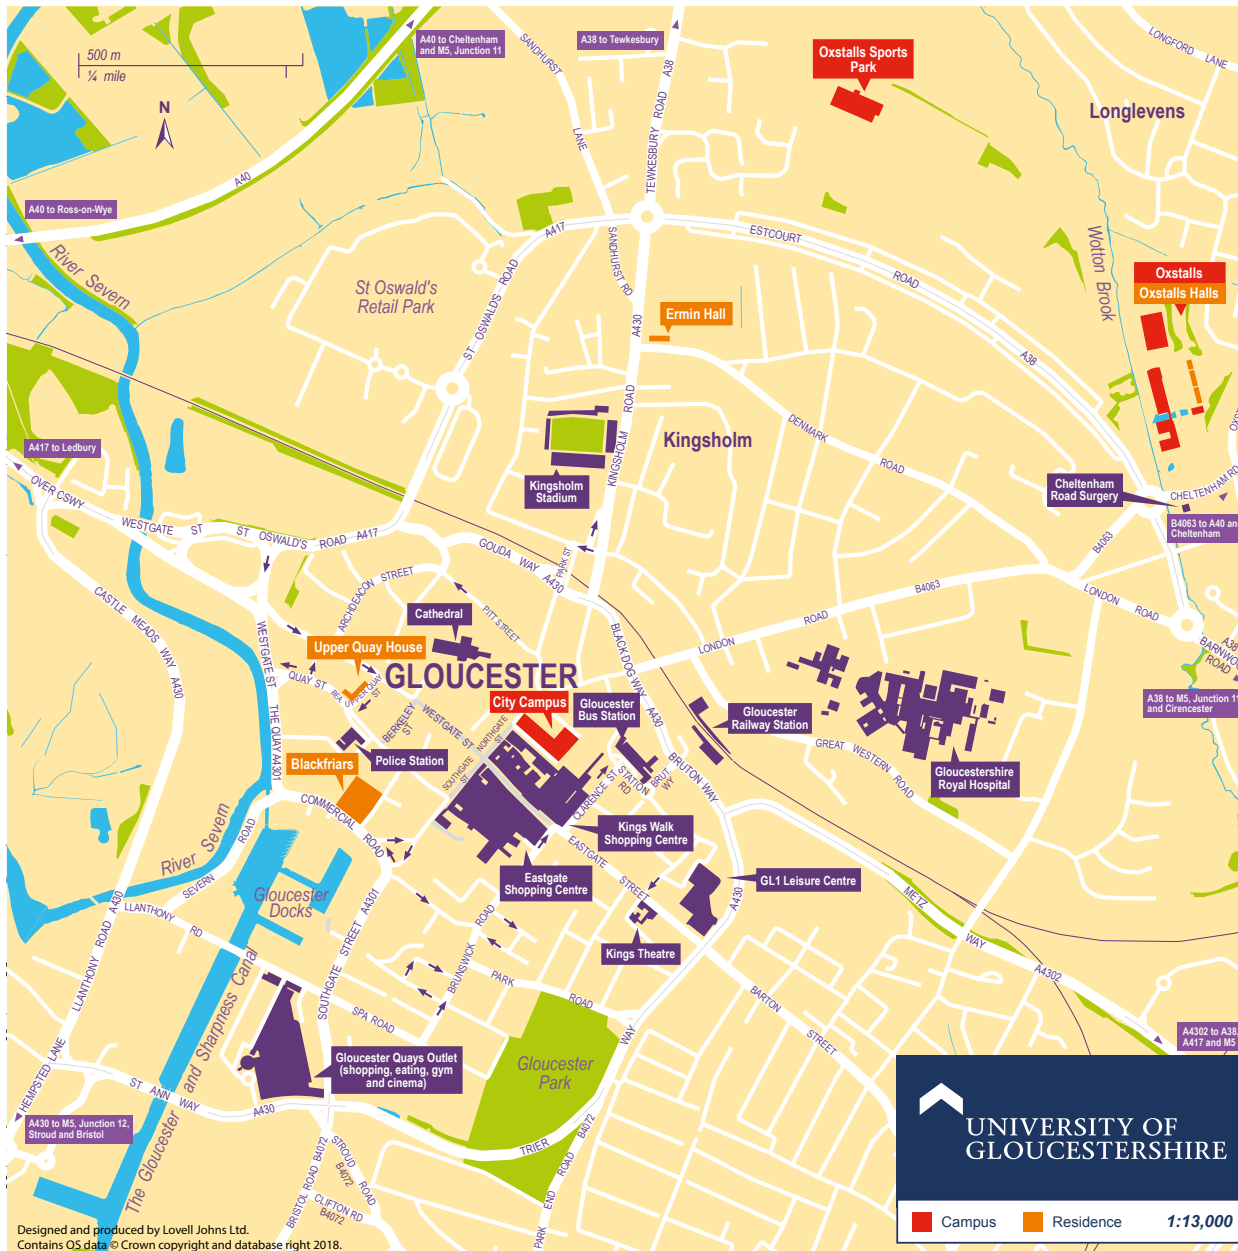 A40 to Cheltenham
and M5, Junction 11
A38 to Tewkesbury
SANDHURST
LANE
A38
TEWKESBURY ROAD
Oxstalls Sports
Park
LONGFORD LANE
Longlevens
500 m
¼ mile
N
A40
A40 to Ross-on-Wye
River Severn
St Oswald's
Retail Park
A417
ST OSWALD'S ROAD
SANDHURST RD
ESTCOURT
ROAD
A38
Wotton Brook
Oxstalls
Oxstalls Halls
Ermin Hall
A430
KINGSHOLM ROAD
DENMARK
ROAD
Kingsholm
Kingsholm
Stadium
A417 to Ledbury
OVER CSWY
WESTGATE ST
ST OSWALD'S ROAD A417
Cheltenham
Road Surgery
CHELTENHAM RD
B4063 to A40 and
Cheltenham
B4063
GOUDA WAY A430
PARK ST
B4063
LONDON ROAD
LONDON
ROAD
ARCHDEACON STREET
PITT STREET
Cathedral
CASTLE MEADS WAY A430
WESTGATE ST
THE QUAY A4301
Upper Quay House
QUAY ST
UPPER QUAY ST
GLOUCESTER
BLACK DOG WAY A430
A38
BARNWOOD ROAD
A38 to M5, Junction 11
and Cirencester
City Campus
Gloucester
Bus Station
Gloucester
Railway Station
GREAT WESTERN ROAD
Gloucestershire
Royal Hospital
BERKELEY ST
WESTGATE ST
NORTHGATE ST
SOUTHGATE ST
Police Station
Blackfriars
COMMERCIAL ROAD
CLARENCE ST
STATION RD
BRUT WY
BRUTON WAY
Kings Walk
Shopping Centre
Eastgate
Shopping Centre
EASTGATE
STREET
GL1 Leisure Centre
Kings Theatre
A430
METZ
WAY
A4302
River Severn
SEVERN ROAD
Gloucester
Docks
LLANTHONY
RD
LLANTHONY ROAD A430
SOUTHGATE STREET A4301
BRUNSWICK ROAD
PARK
ROAD
SPA ROAD
BARTON
STREET
A4302 to A38,
A417 and M5
The Gloucester and Sharpness Canal
Gloucester Quays Outlet
(shopping, eating, gym
and cinema)
Gloucester
Park
HEMPSTED LANE
ST ANN WAY
A430
A430 to M5, Junction 12,
Stroud and Bristol
TRIER
WAY
BRISTOL ROAD B4072
STROUD ROAD
B4072
CLIFTON RD
B4072
PARK END ROAD B4072
UNIVERSITY OF
GLOUCESTERSHIRE
Campus
Residence
1:13,000
Designed and produced by Lovell Johns Ltd.
Contains OS data © Crown copyright and database right 2018.